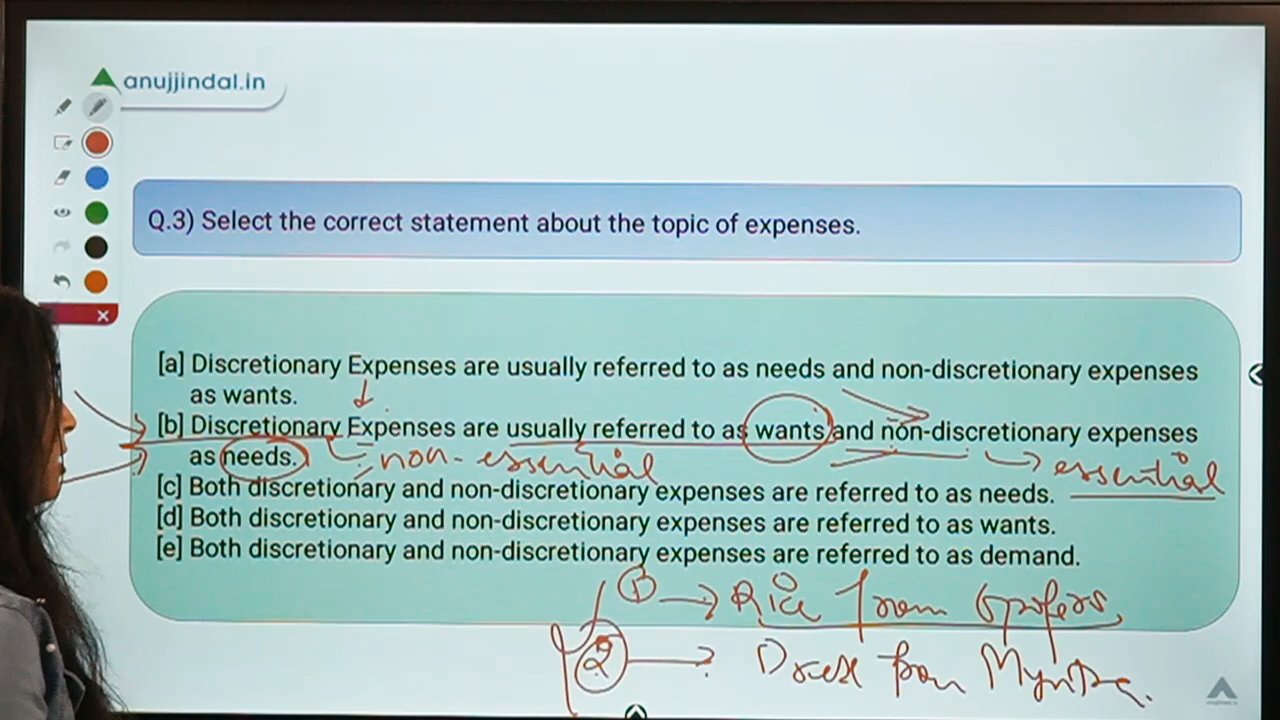 anujjindal.in
Q.3) Select the correct statement about the topic of expenses.
[a] Discretionary Expenses are usually referred to as needs and non-discretionary expenses
as wants.
[b] Discretionary Expenses are usually referred to as wants and non-discretionary expenses
as needs.
non-essential
essential
[c] Both discretionary and non-discretionary expenses are referred to as needs.
[d] Both discretionary and non-discretionary expenses are referred to as wants.
[e] Both discretionary and non-discretionary expenses are referred to as demand.
1 → Rice from Grofers
2 → Dress from Myntra.